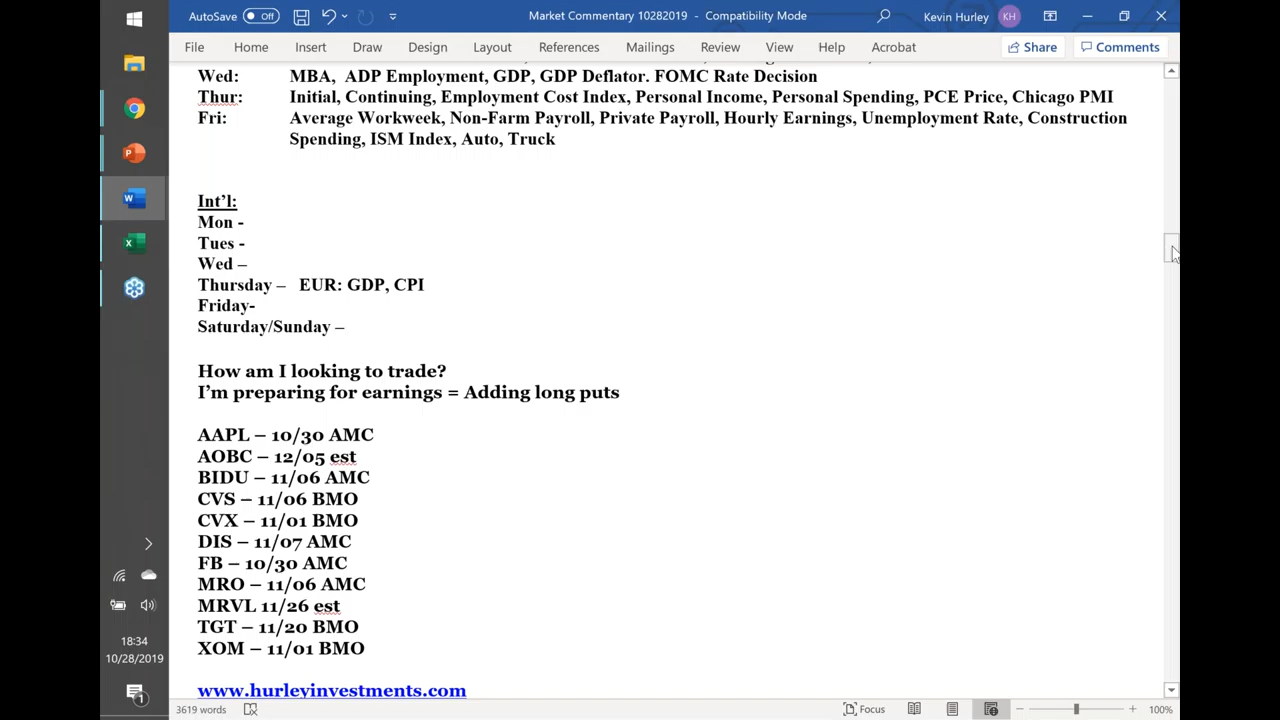 AutoSave Off
Market Commentary 10282019 - Compatibility Mode
Kevin Hurley KH
File Home Insert Draw Design Layout References Mailings Review View Help Acrobat Share Comments
Wed: MBA, ADP Employment, GDP, GDP Deflator. FOMC Rate Decision
Thur: Initial, Continuing, Employment Cost Index, Personal Income, Personal Spending, PCE Price, Chicago PMI
Fri: Average Workweek, Non-Farm Payroll, Private Payroll, Hourly Earnings, Unemployment Rate, Construction
Spending, ISM Index, Auto, Truck
Int'l:
Mon -
Tues -
Wed –
Thursday – EUR: GDP, CPI
Friday-
Saturday/Sunday –
How am I looking to trade?
I'm preparing for earnings = Adding long puts
AAPL – 10/30 AMC
AOBC – 12/05 est
BIDU – 11/06 AMC
CVS – 11/06 BMO
CVX – 11/01 BMO
DIS – 11/07 AMC
FB – 10/30 AMC
MRO – 11/06 AMC
MRVL 11/26 est
TGT – 11/20 BMO
XOM – 11/01 BMO
www.hurleyinvestments.com
18:34
10/28/2019
1
3619 words
Focus
100%